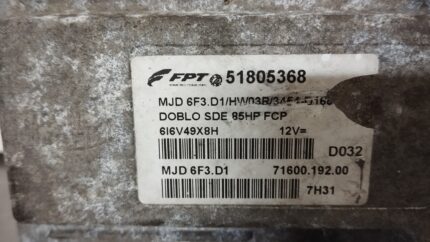 FPT 51805368
MJD 6F3.D1/HW03B/
DOBLO SDE 85HP FCP
6I6V49X8H 12V=
D032
MJD 6F3.D1 71600.192.00
7H31